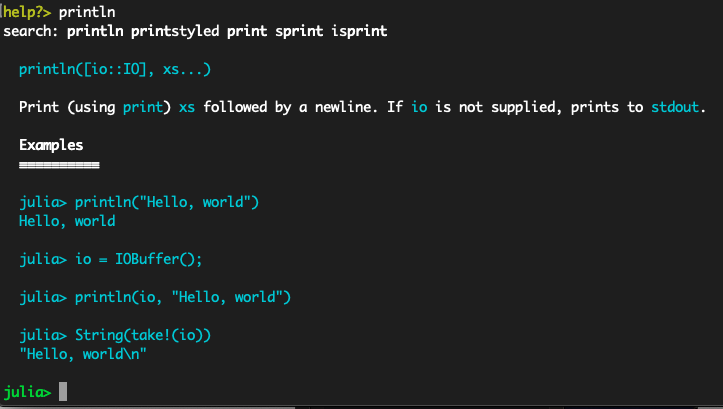 help?> println
search: println printstyled print sprint isprint
println([io::IO], xs...)
Print (using print) xs followed by a newline. If io is not supplied, prints to stdout.
Examples
==========
julia> println("Hello, world")
Hello, world
julia> io = IOBuffer();
julia> println(io, "Hello, world")
julia> String(take!(io))
"Hello, world\n"
julia>